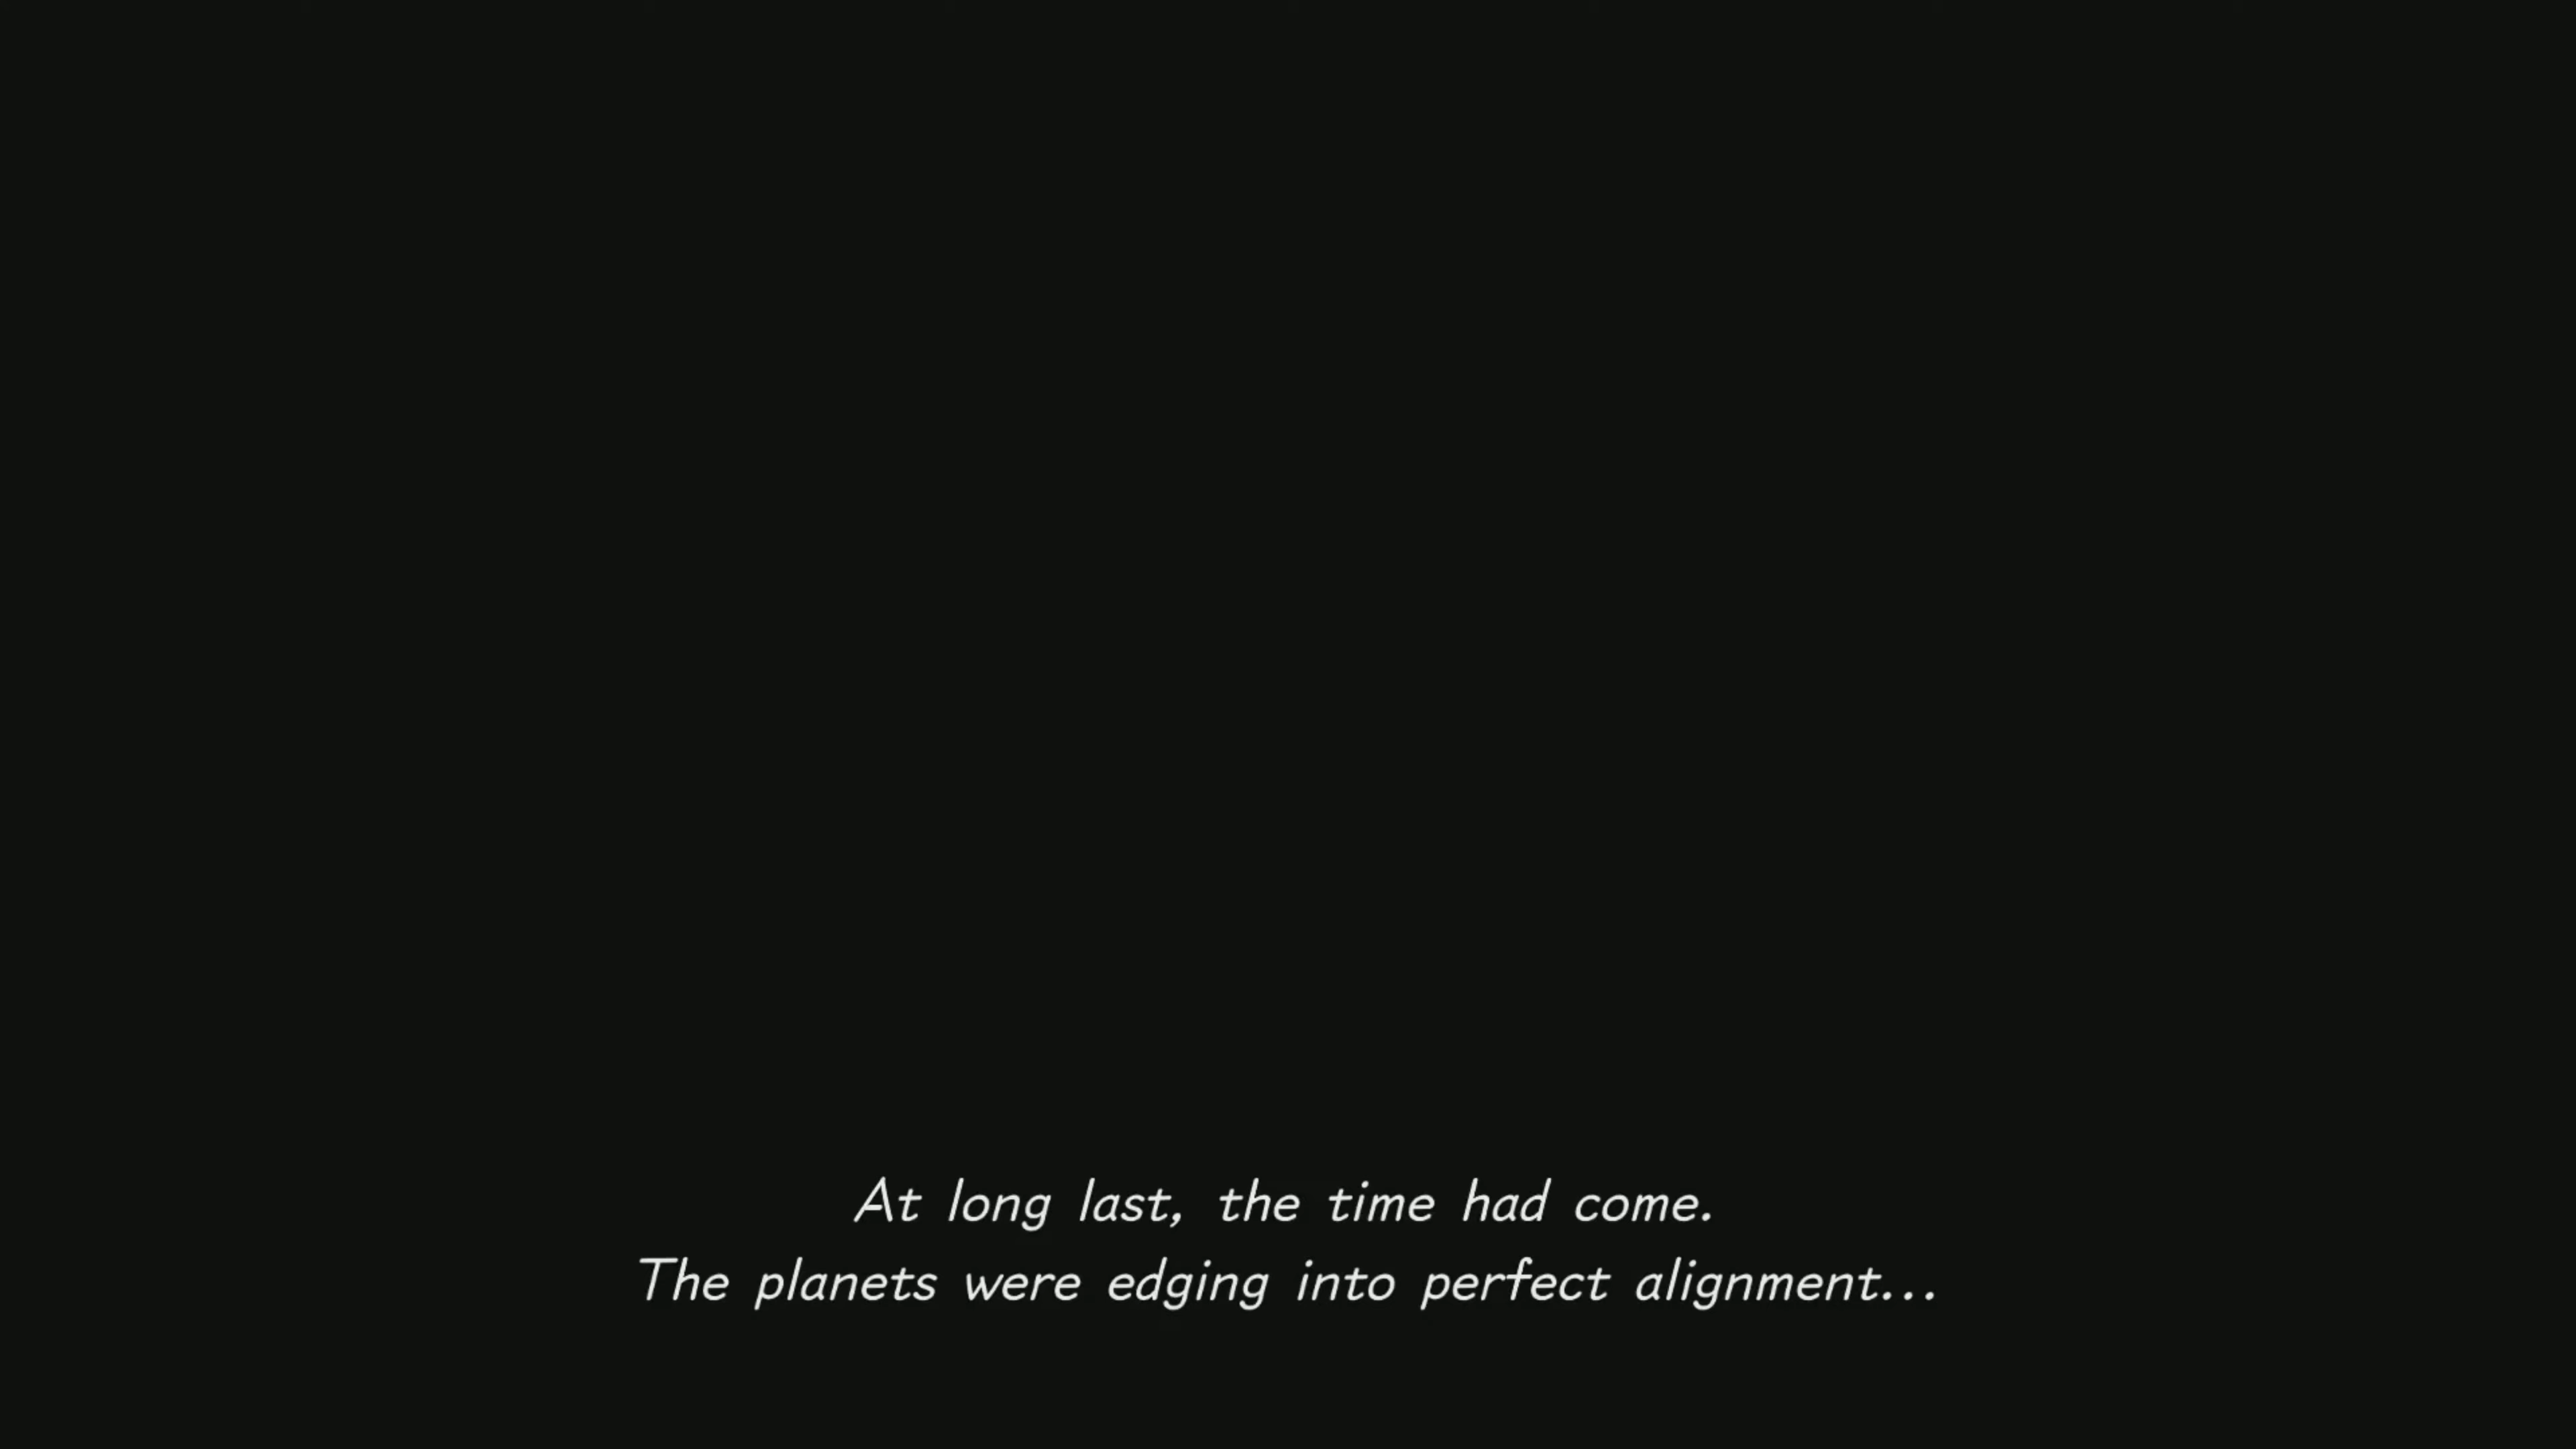 At long last, the time had come.
The planets were edging into perfect alignment...